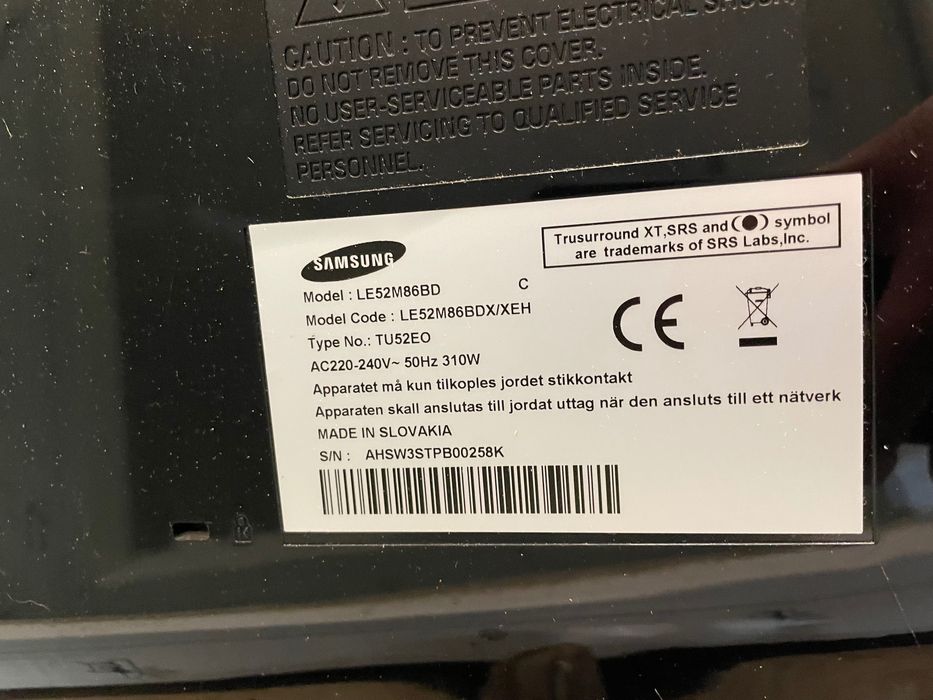 CAUTION : TO PREVENT ELECTRICAL SHOCK,
DO NOT REMOVE THIS COVER.
NO USER-SERVICEABLE PARTS INSIDE.
REFER SERVICING TO QUALIFIED SERVICE
PERSONNEL.
Trusurround XT,SRS and (●) symbol
are trademarks of SRS Labs,Inc.
SAMSUNG
Model : LE52M86BD C
Model Code : LE52M86BDX/XEH
Type No.: TU52EO
AC220-240V~ 50Hz 310W
Apparatet må kun tilkoples jordet stikkontakt
Apparaten skall anslutas till jordat uttag när den ansluts till ett nätverk
MADE IN SLOVAKIA
S/N : AHSW3STPB00258K
CE